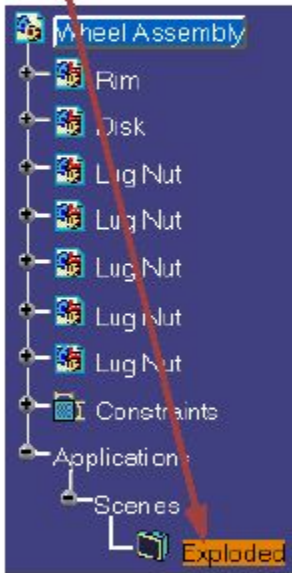 Wheel Assembly
Rim
Disk
Lug Nut
Lug Nut
Lug Nut
Lug Nut
Lug Nut
Constraints
Applications
Scenes
Exploded